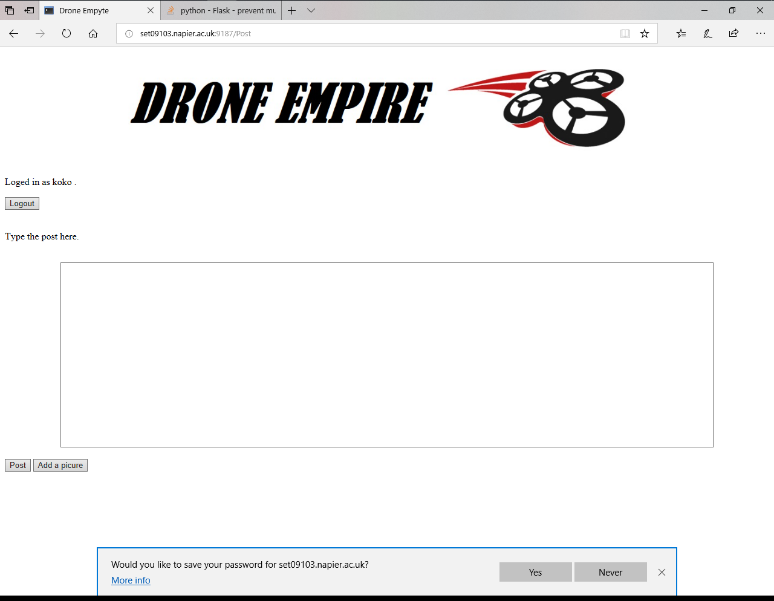 Drone Empyte
python - Flask - prevent mu
set09103.napier.ac.uk:9187/Post
DRONE EMPIRE
Loged in as koko .
Logout
Type the post here.
Post Add a picure
Would you like to save your password for set09103.napier.ac.uk?
More info
Yes Never